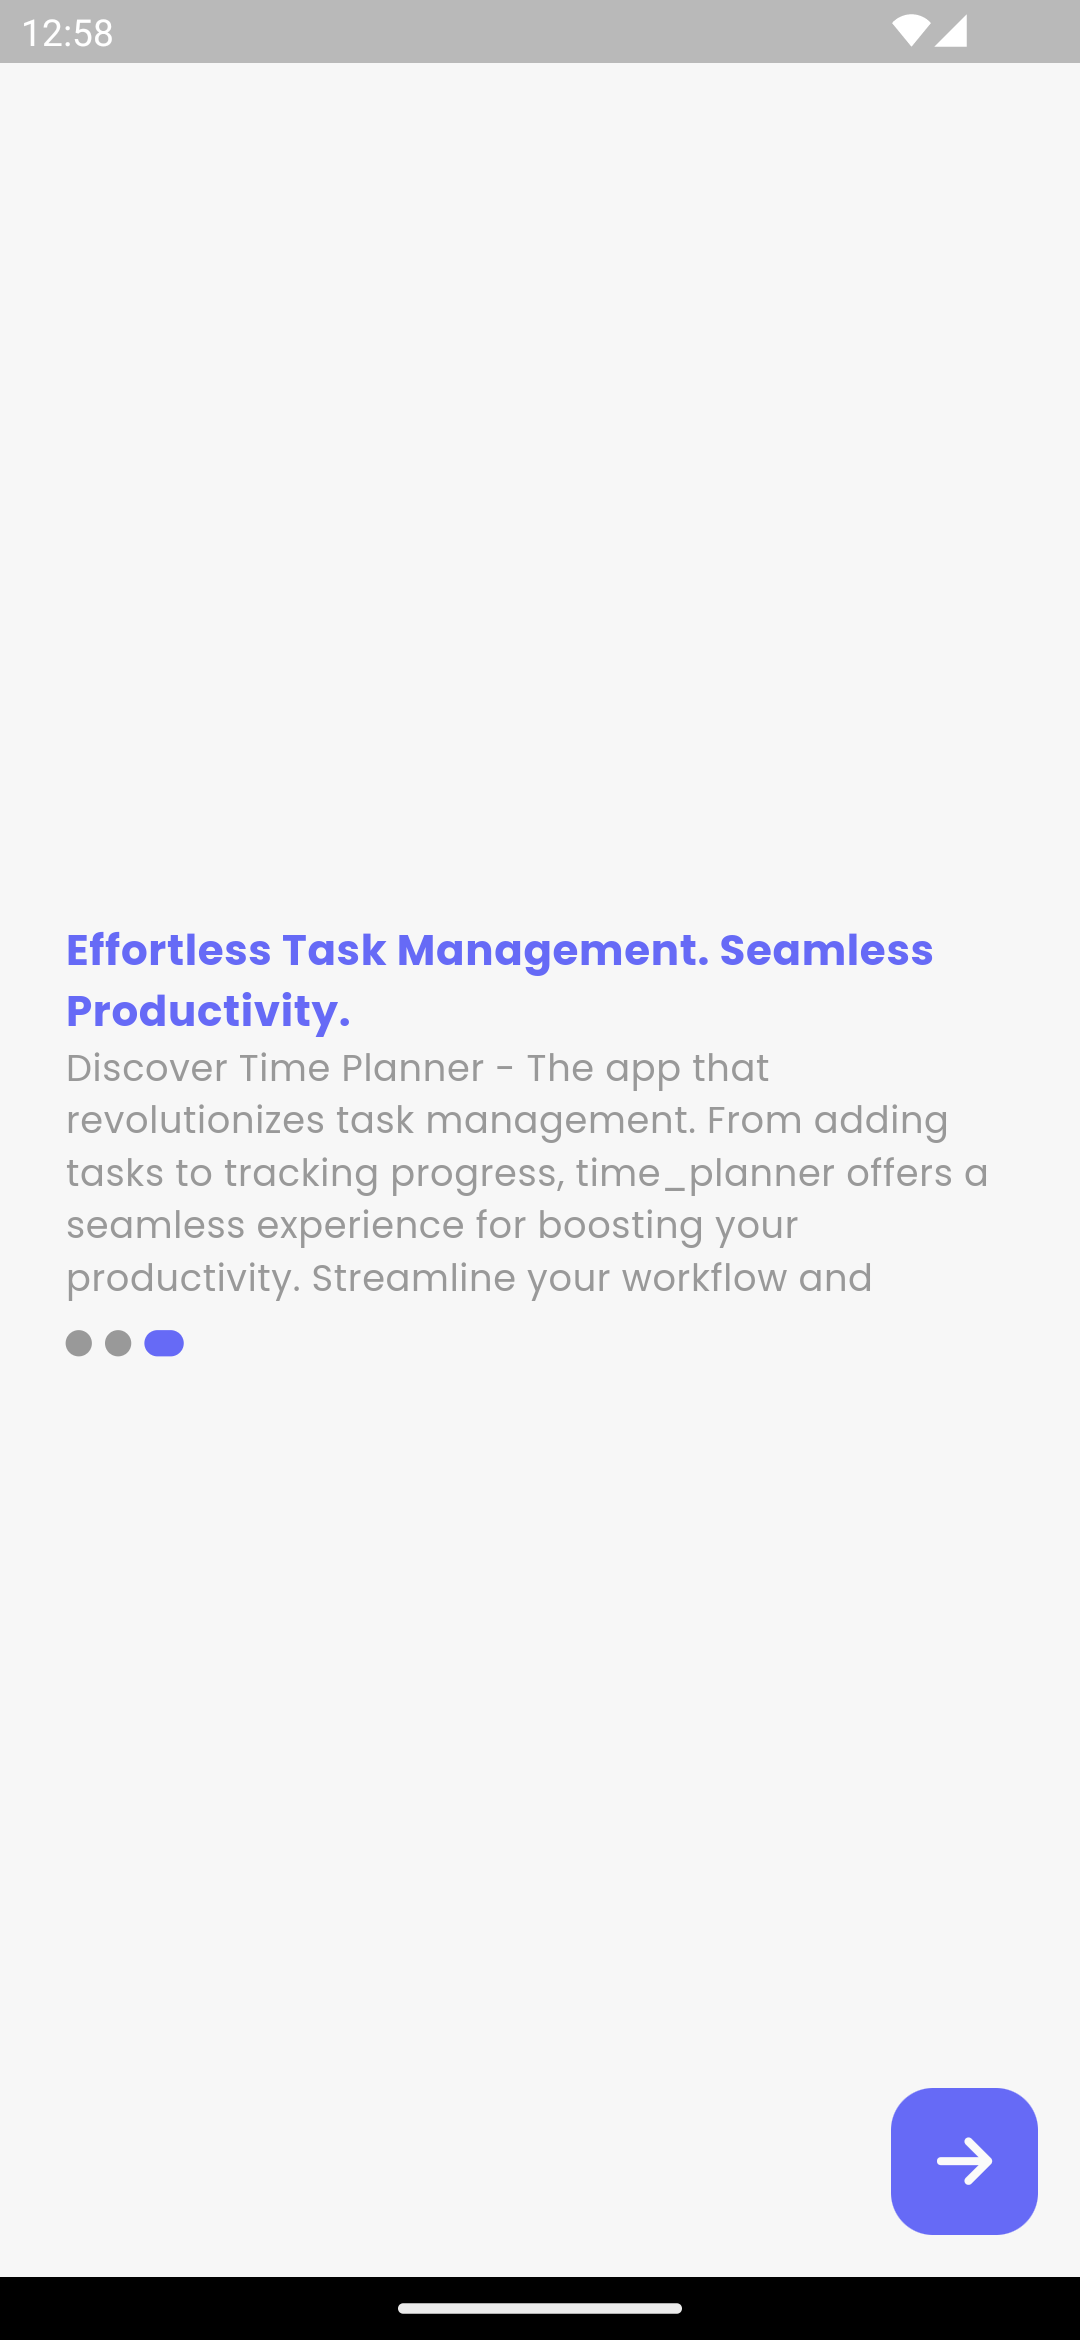 12:58
Effortless Task Management. Seamless
Productivity.
Discover Time Planner - The app that
revolutionizes task management. From adding
tasks to tracking progress, time_planner offers a
seamless experience for boosting your
productivity. Streamline your workflow and